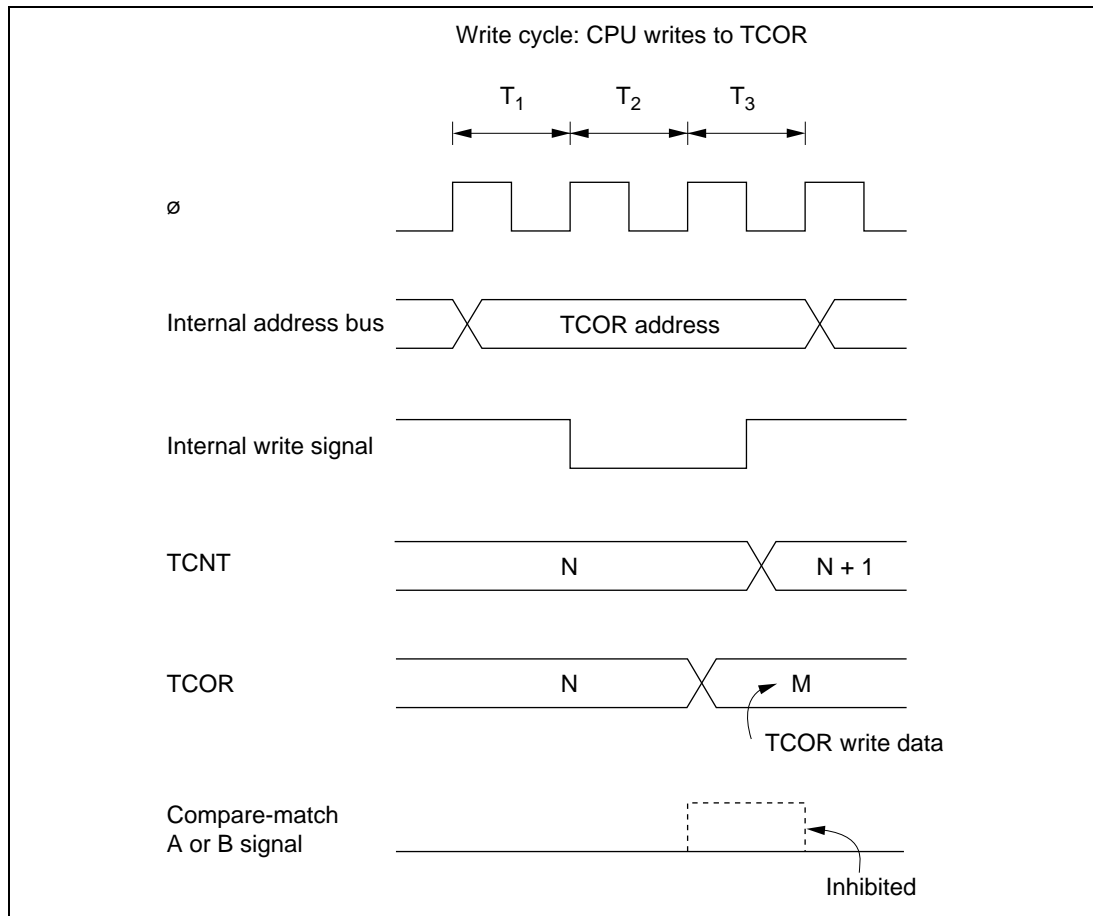 Write cycle: CPU writes to TCOR
T1 T2 T3
ø
Internal address bus TCOR address
Internal write signal
TCNT N N + 1
TCOR N M
TCOR write data
Compare-match
A or B signal
Inhibited